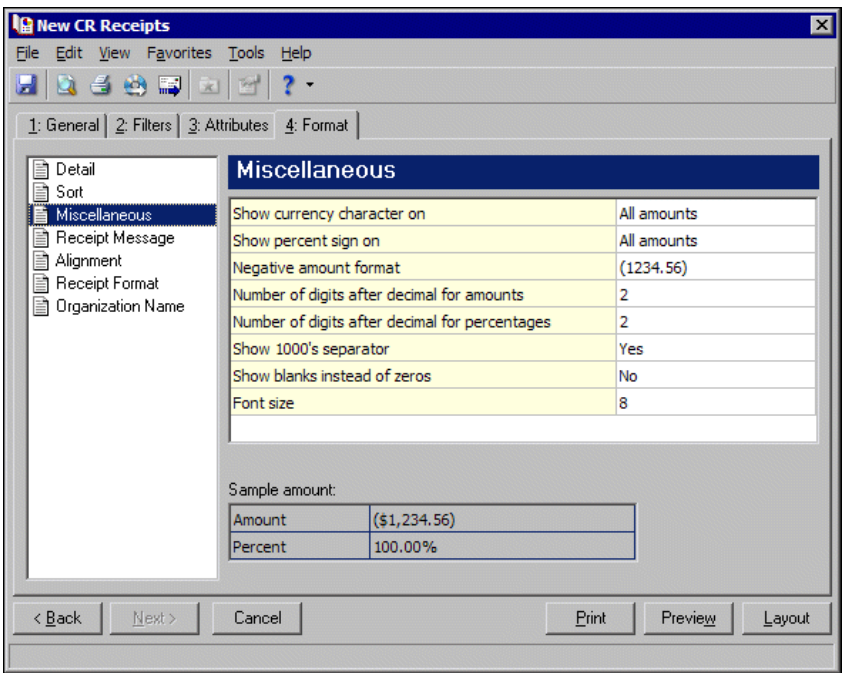 New CR Receipts
File Edit View Favorites Tools Help
1: General 2: Filters 3: Attributes 4: Format
Detail
Sort
Miscellaneous
Receipt Message
Alignment
Receipt Format
Organization Name
Miscellaneous
Show currency character on All amounts
Show percent sign on All amounts
Negative amount format (1234.56)
Number of digits after decimal for amounts 2
Number of digits after decimal for percentages 2
Show 1000's separator Yes
Show blanks instead of zeros No
Font size 8
Sample amount:
Amount ($1,234.56)
Percent 100.00%
< Back Next > Cancel Print Preview Layout